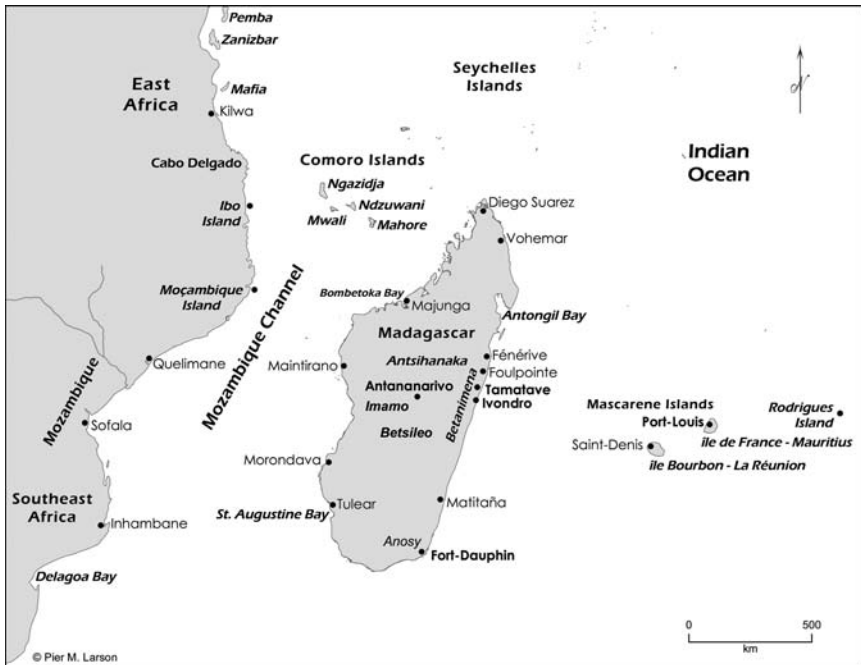 Pemba
Zanizbar
East
Africa
Mafia
Kilwa
Seychelles
Islands
N
Cabo Delgado
Comoro Islands
Indian
Ocean
Ngazidja
Ndzuwani
Mwali
Mahore
Ibo
Island
Diego Suarez
Vohemar
Moçambique
Island
Mozambique Channel
Bombetoka Bay
Majunga
Antongil Bay
Madagascar
Mozambique
Quelimane
Maintirano
Antsihanaka
Fénérive
Foulpointe
Antananarivo
Imamo
Betanimena
Tamatave
Ivondro
Betsileo
Sofala
Mascarene Islands
Port-Louis
Rodrigues
Island
île de France - Mauritius
Saint-Denis
île Bourbon - La Réunion
Morondava
Southeast
Africa
St. Augustine Bay
Tulear
Matitaña
Inhambane
Anosy
Fort-Dauphin
Delagoa Bay
0 500
km
© Pier M. Larson